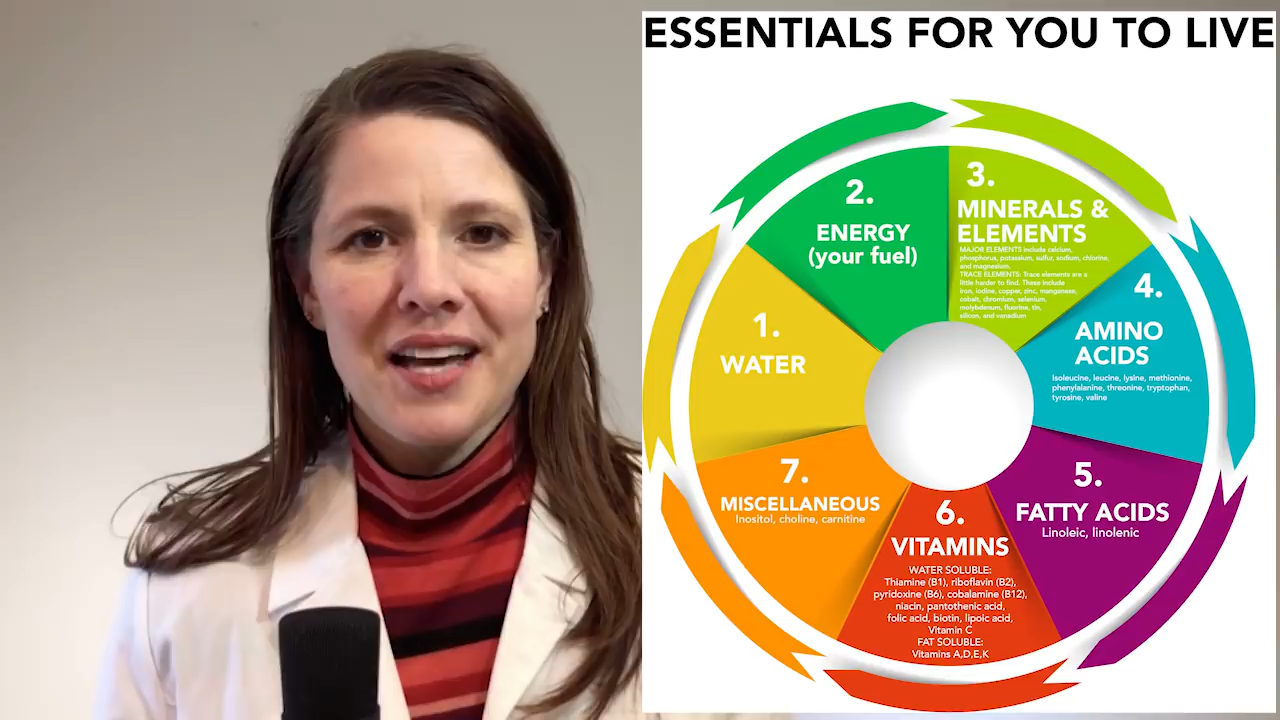 ESSENTIALS FOR YOU TO LIVE
1.
WATER
2.
ENERGY
(your fuel)
3.
MINERALS &
ELEMENTS
MAJOR ELEMENTS include calcium,
phosphorus, potassium, sulfur, sodium, chlorine,
and magnesium.
TRACE ELEMENTS: Trace elements are a
little harder to find. These include
iron, iodine, copper, zinc, manganese,
cobalt, chromium, selenium,
molybdenum, fluorine, tin,
silicon, and vanadium
4.
AMINO
ACIDS
Isoleucine, leucine, lysine, methionine,
phenylalanine, threonine, tryptophan,
tyrosine, valine
5.
FATTY ACIDS
Linoleic, linolenic
6.
VITAMINS
WATER SOLUBLE:
Thiamine (B1), riboflavin (B2),
pyridoxine (B6), cobalamine (B12),
niacin, pantothenic acid,
folic acid, biotin, lipoic acid,
Vitamin C
FAT SOLUBLE:
Vitamins A,D,E,K
7.
MISCELLANEOUS
Inositol, choline, carnitine